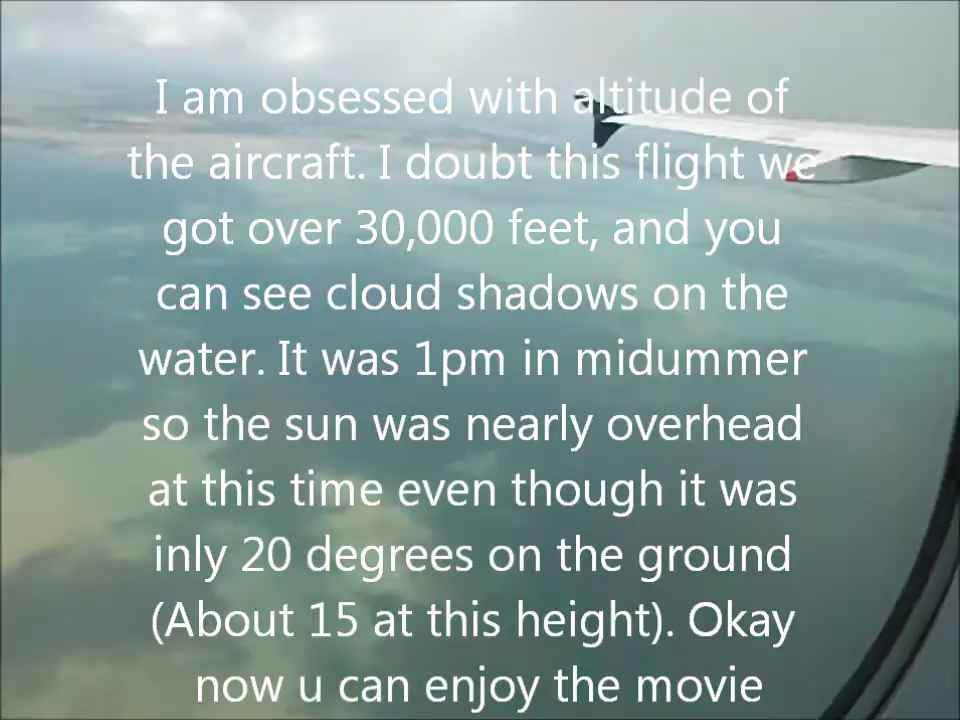 I am obsessed with altitude of
the aircraft. I doubt this flight we
got over 30,000 feet, and you
can see cloud shadows on the
water. It was 1pm in midummer
so the sun was nearly overhead
at this time even though it was
inly 20 degrees on the ground
(About 15 at this height). Okay
now u can enjoy the movie